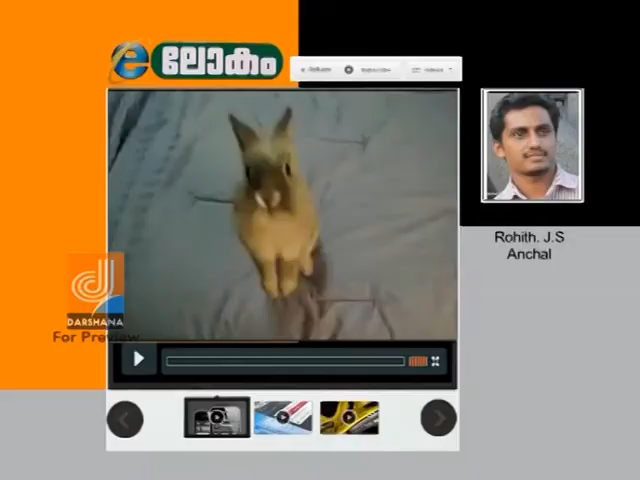 e ലോകം
Rohith. J.S
Anchal
DARSHANA
For Preview